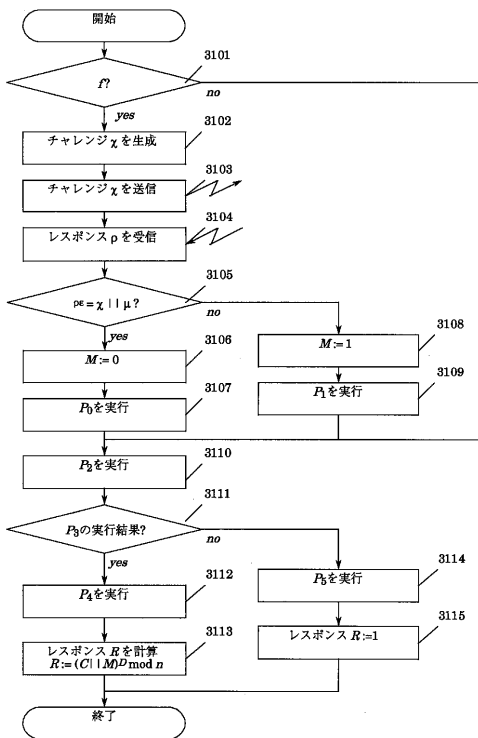 開始
3101
f?
no
yes
3102
チャレンジ χ を生成
3103
チャレンジ χ を送信
3104
レスポンス ρ を受信
3105
ρε = χ || μ ?
no
yes
3106
M := 0
3108
M := 1
3107
P0を実行
3109
P1を実行
3110
P2を実行
3111
P3の実行結果?
no
yes
3112
P4を実行
3114
P5を実行
3113
レスポンス R を計算
R := (C||M)D mod n
3115
レスポンス R :=1
終了